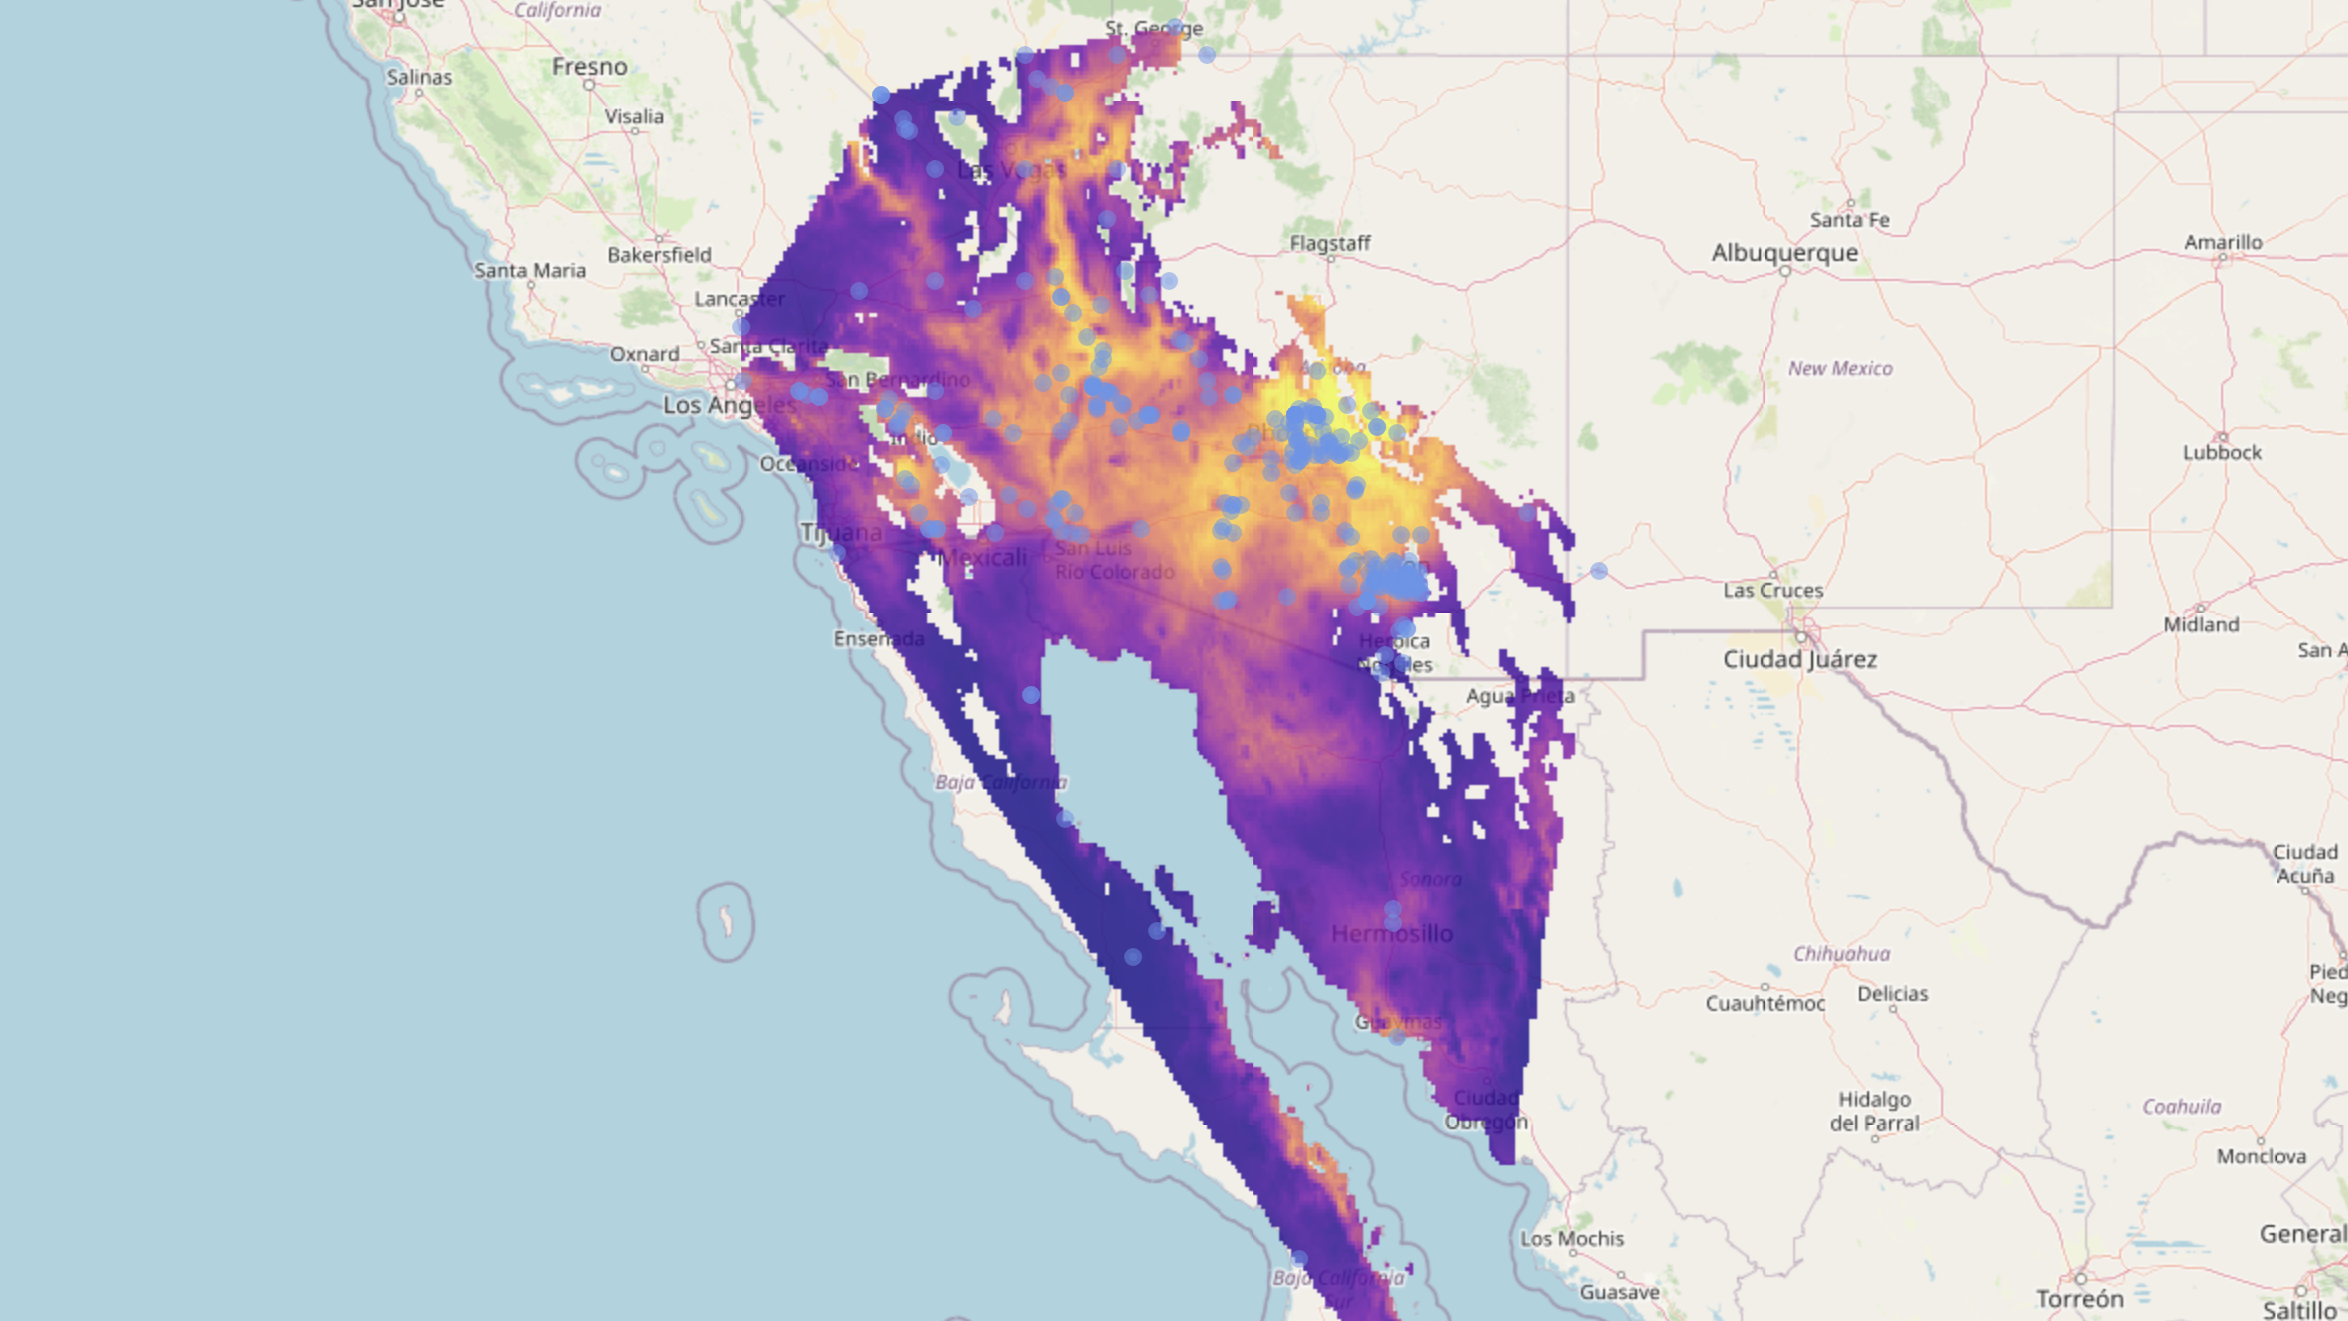 San Jose
California
St. George
Fresno
Salinas
Visalia
Las Vegas
Santa Fe
Albuquerque
Amarillo
Flagstaff
Bakersfield
Santa Maria
Lancaster
Santa Clarita
Oxnard
San Bernardino
Arizona
New Mexico
Los Angeles
Indio
Lubbock
Oceanside
Tijuana
Mexicali
San Luis
Río Colorado
Las Cruces
Midland
Ensenada
Heroica
Nogales
Ciudad Juárez
San A
Agua Prieta
Baja California
Ciudad
Acuña
Sonora
Hermosillo
Chihuahua
Pied
Neg
Cuauhtémoc
Delicias
Guaymas
Ciudad
Obregón
Hidalgo
del Parral
Coahuila
Monclova
Los Mochis
General
Baja California
Sur
Guasave
Torreón
Saltillo